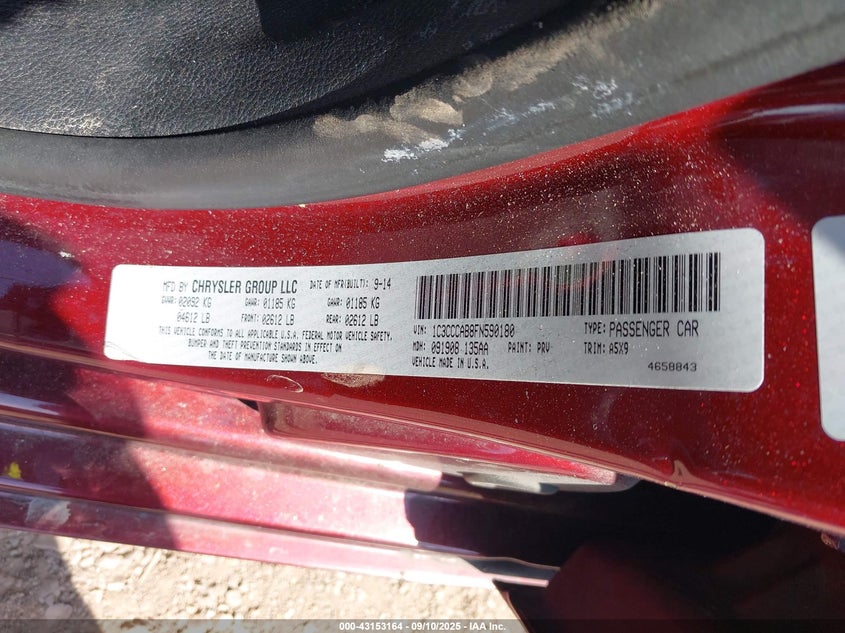 MFD BY CHRYSLER GROUP LLC DATE OF MFR(BUILT): 9-14
GVWR: 02092 KG GAWR: 01185 KG GAWR: 01185 KG
04612 LB FRONT: 02612 LB REAR: 02612 LB
THIS VEHICLE CONFORMS TO ALL APPLICABLE U.S.A. FEDERAL MOTOR VEHICLE SAFETY,
BUMPER AND THEFT PREVENTION STANDARDS IN EFFECT ON
THE DATE OF MANUFACTURE SHOWN ABOVE.
VIN: 1C3CCCAB8FN590180 TYPE: PASSENGER CAR
MDH: 091908 135AA PAINT: PRV TRIM: A5X9
VEHICLE MADE IN U.S.A. 4658843
000-43153164 - 09/10/2025 - IAA Inc.